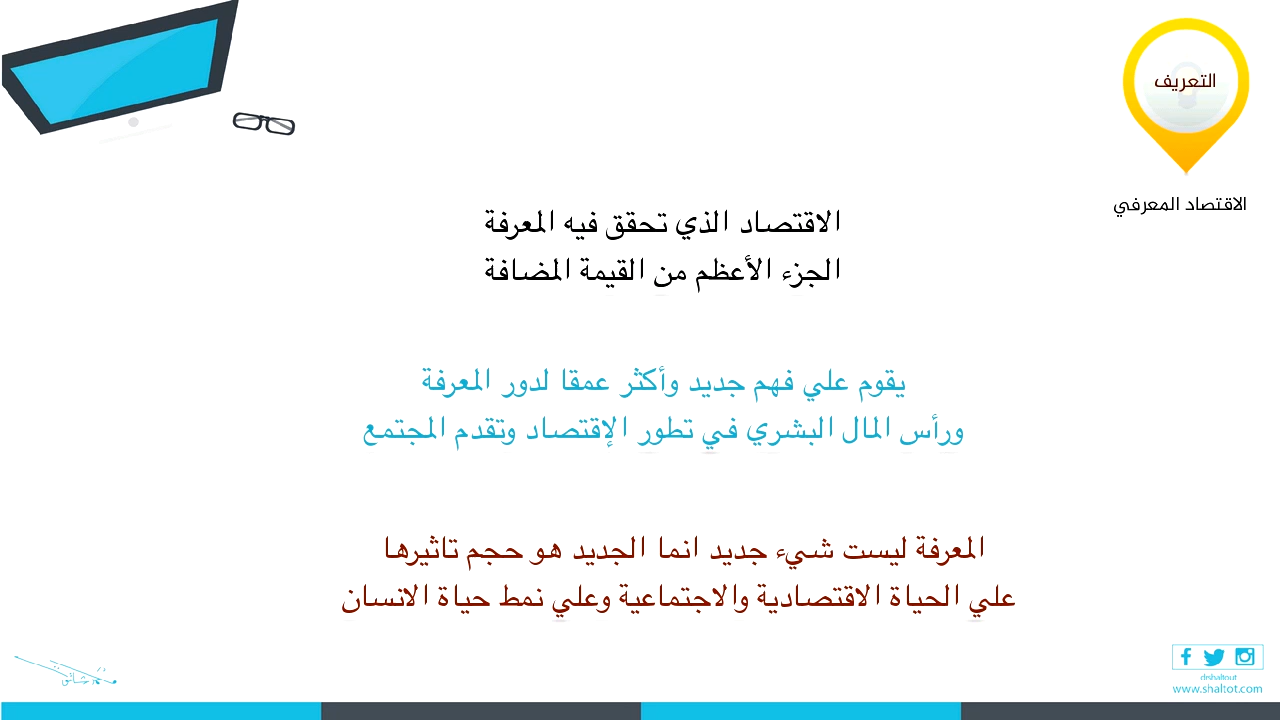 التعريف
الاقتصاد المعرفي
الاقتصاد الذي تحقق فيه المعرفة
الجزء الأعظم من القيمة المضافة
يقوم علي فهم جديد وأكثر عمقا لدور المعرفة
ورأس المال البشري في تطور الإقتصاد وتقدم المجتمع
المعرفة ليست شيء جديد انما الجديد هو حجم تاثيرها
علي الحياة الاقتصادية والاجتماعية وعلي نمط حياة الانسان
drshaltout
www.shaltot.com